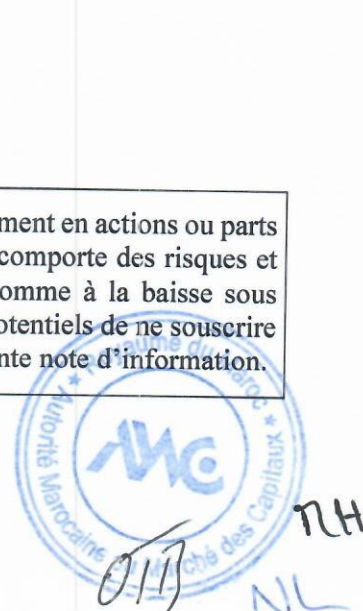 ment en actions ou parts
comporte des risques et
omme à la baisse sous
otentiels de ne souscrire
nte note d'information.
Royaume du Maroc
Autorité Marocaine du Marché des Capitaux